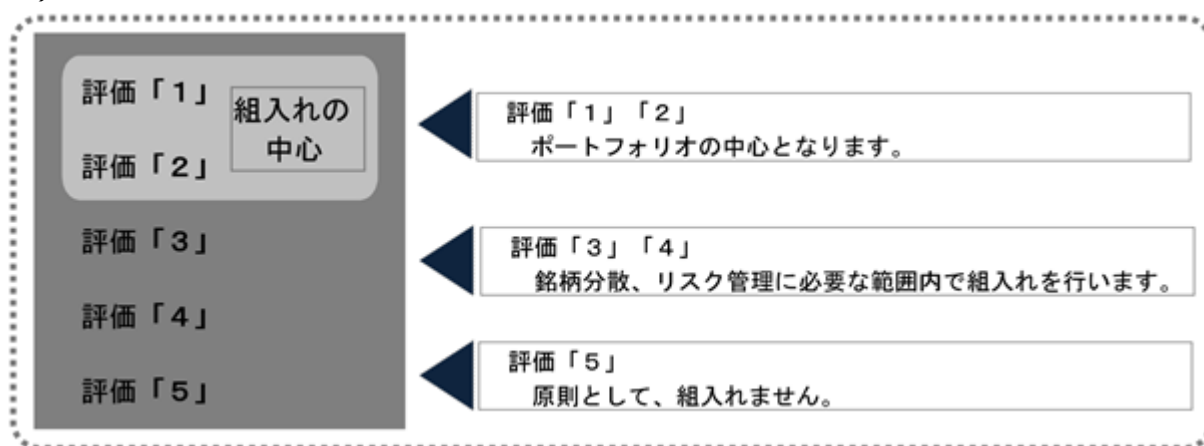 評価「１」
評価「２」
組入れの
中心
評価「３」
評価「４」
評価「５」
評価「１」「２」
ポートフォリオの中心となります。
評価「３」「４」
銘柄分散、リスク管理に必要な範囲内で組入れを行います。
評価「５」
原則として、組入れません。